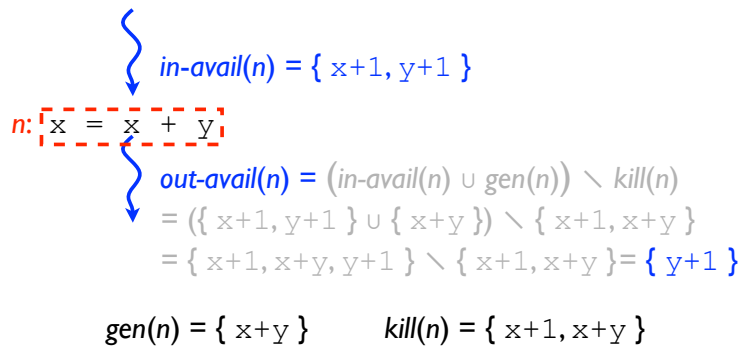 in-avail(n) = { x+1, y+1 }
n: x = x + y
out-avail(n) = (in-avail(n) ∪ gen(n)) ∖ kill(n)
= ({ x+1, y+1 } ∪ { x+y }) ∖ { x+1, x+y }
= { x+1, x+y, y+1 } ∖ { x+1, x+y }= { y+1 }
gen(n) = { x+y } kill(n) = { x+1, x+y }